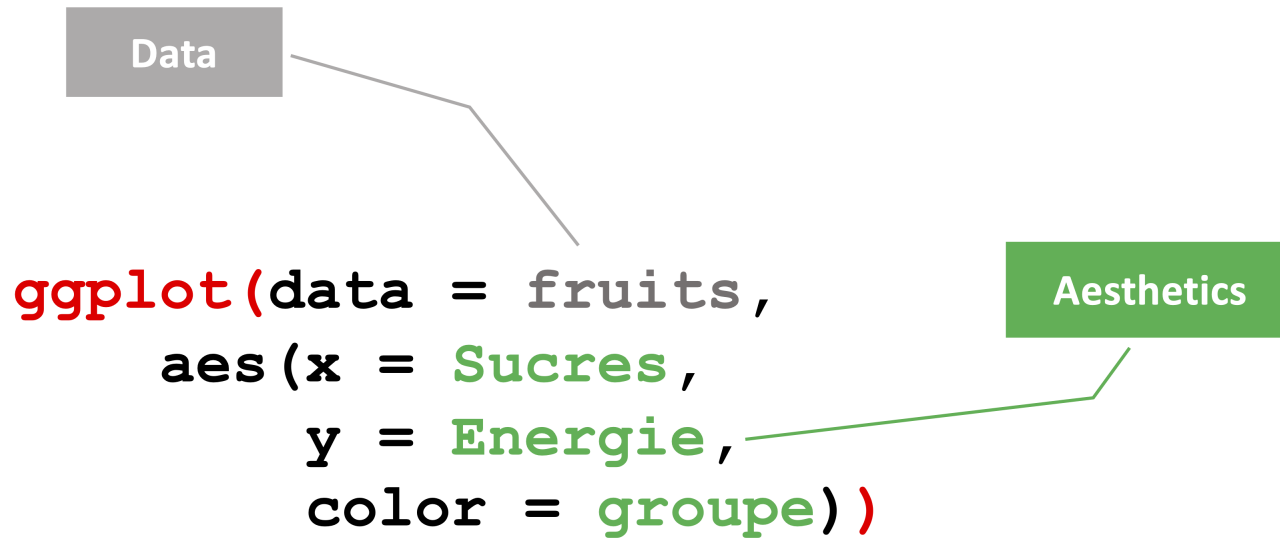 Data
ggplot(data = fruits,
Aesthetics
aes(x = Sucres,
y = Energie,
color = groupe))